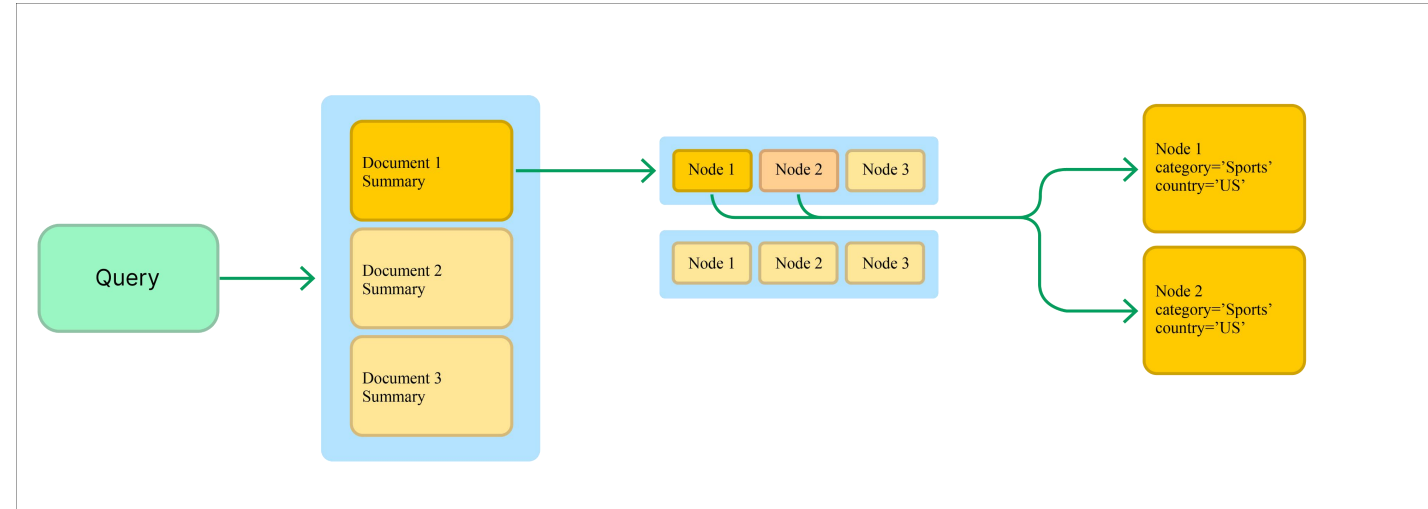 Query
Document 1
Summary
Document 2
Summary
Document 3
Summary
Node 1
Node 2
Node 3
Node 1
Node 2
Node 3
Node 1
category=’Sports’
country=’US’
Node 2
category=’Sports’
country=’US’